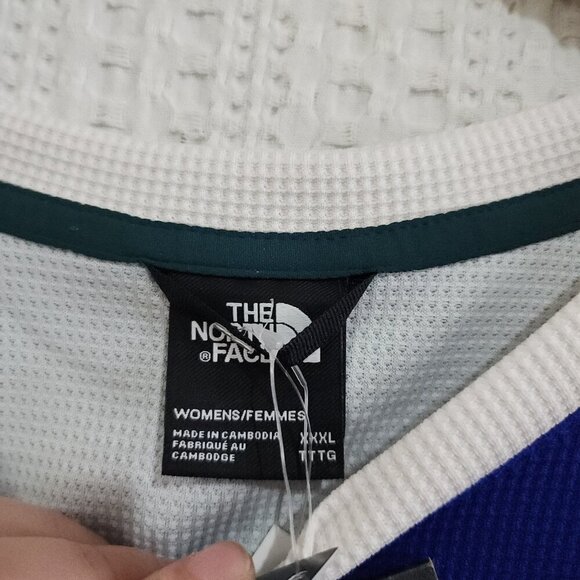 THE
NORTH
® FACE
WOMENS/FEMMES
MADE IN CAMBODIA XXXL
FABRIQUÉ AU TTTG
CAMBODGE